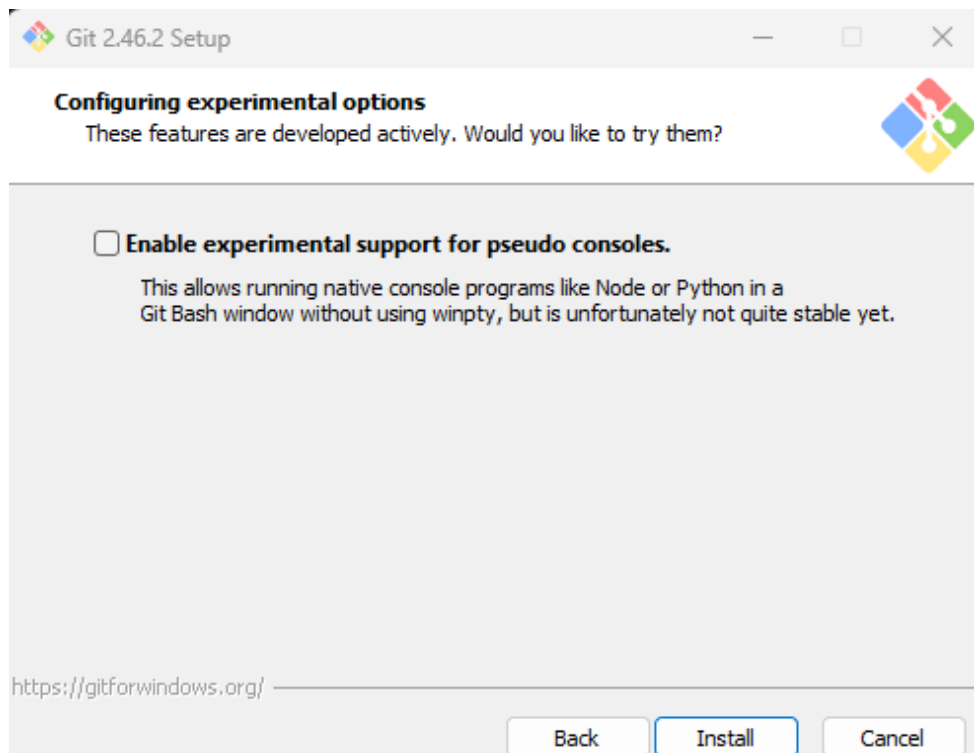 Git 2.46.2 Setup
Configuring experimental options
These features are developed actively. Would you like to try them?
Enable experimental support for pseudo consoles.
This allows running native console programs like Node or Python in a
Git Bash window without using winpty, but is unfortunately not quite stable yet.
https://gitforwindows.org/
Back Install Cancel